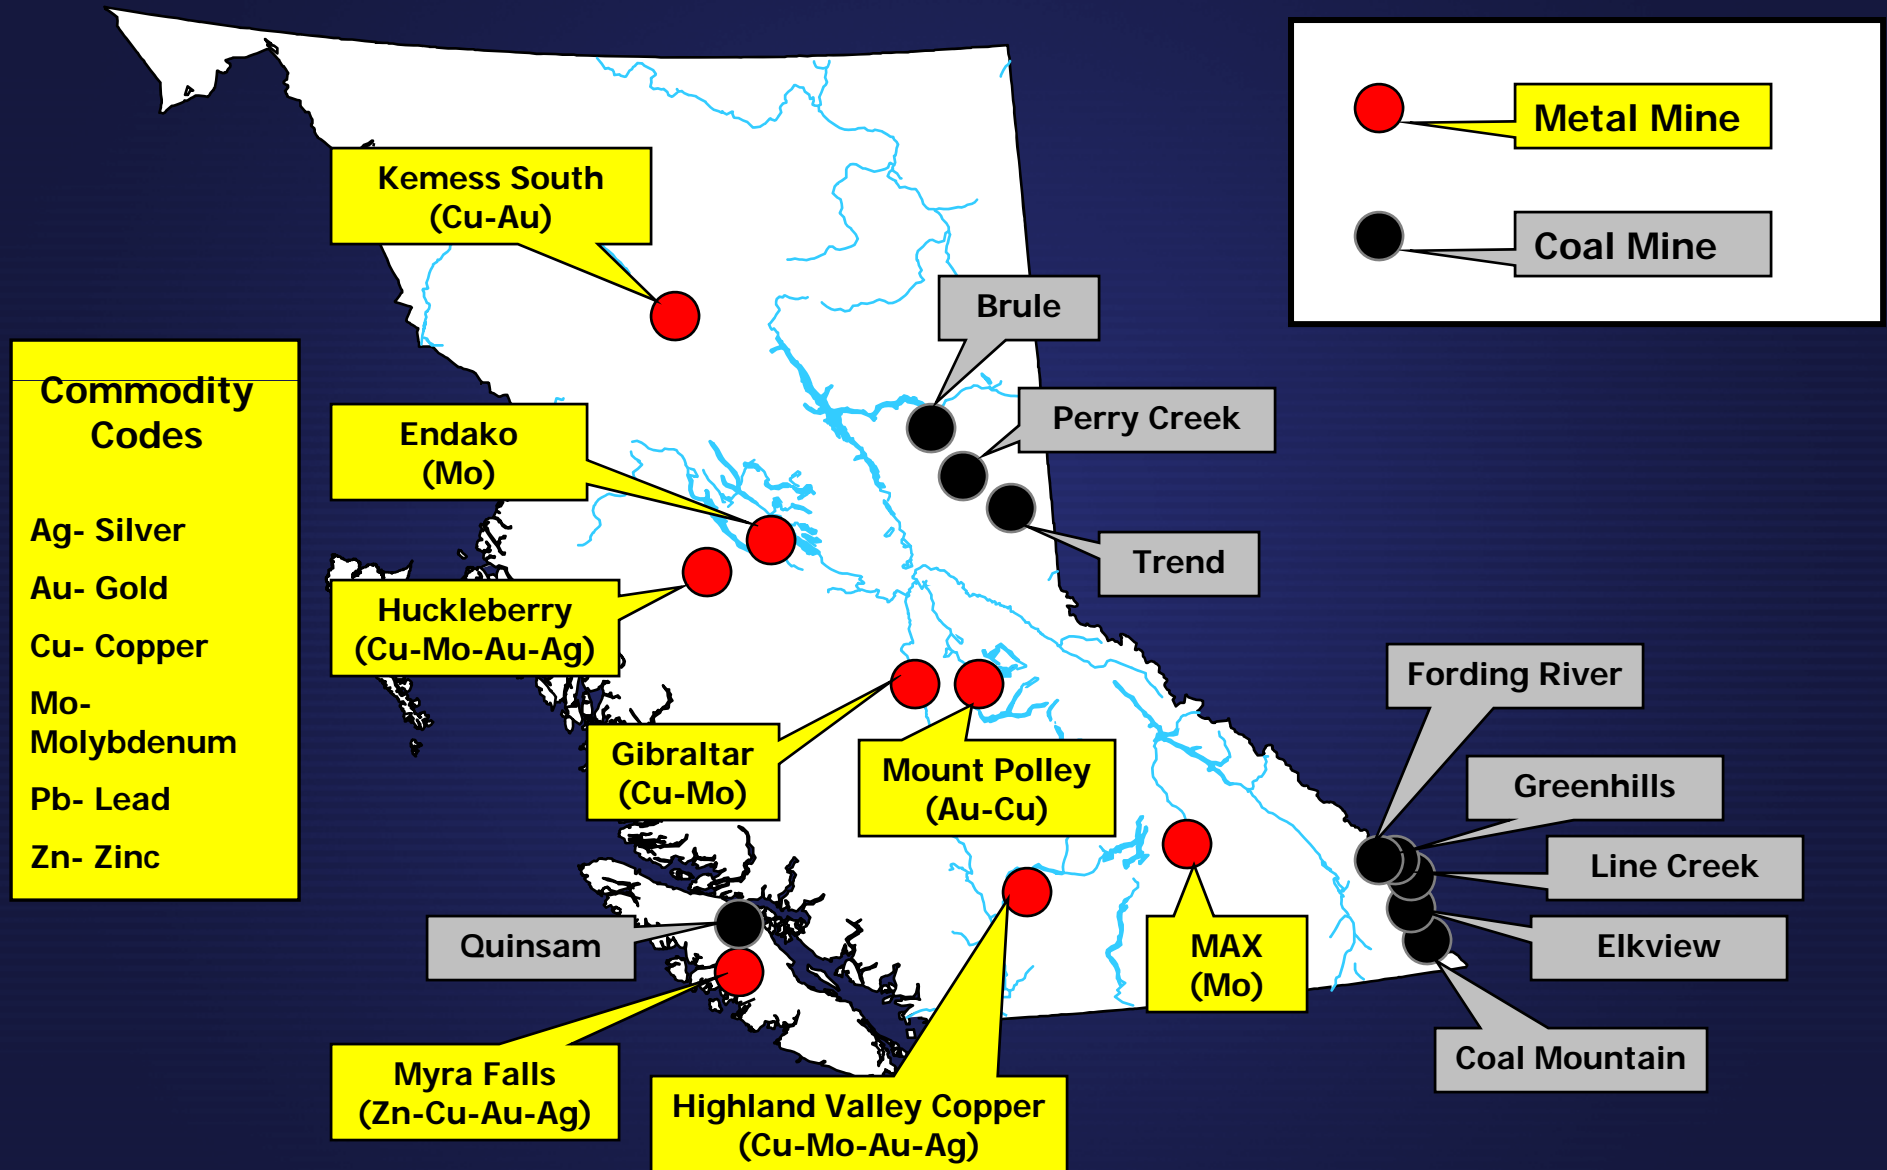 Metal Mine
Coal Mine
Kemess South
(Cu-Au)
Brule
Perry Creek
Trend
Commodity
Codes
Ag- Silver
Au- Gold
Cu- Copper
Mo-
Molybdenum
Pb- Lead
Zn- Zinc
Endako
(Mo)
Huckleberry
(Cu-Mo-Au-Ag)
Gibraltar
(Cu-Mo)
Mount Polley
(Au-Cu)
Fording River
Greenhills
Line Creek
Elkview
Coal Mountain
Quinsam
MAX
(Mo)
Myra Falls
(Zn-Cu-Au-Ag)
Highland Valley Copper
(Cu-Mo-Au-Ag)